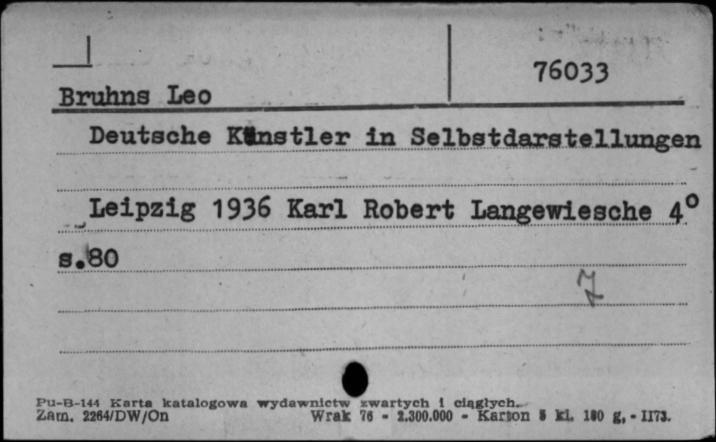 76033
Bruhns Leo
Deutsche Künstler in Selbstdarstellungen
Leipzig 1936 Karl Robert Langewiesche 4°
s.80
Z
Pu-B-144 Karta katalogowa wydawnictw zwartych i ciągłych.
Zam. 2264/DW/On Wrak 76 - 2.300.000 - Karton 5 kl. 180 g, - II73.